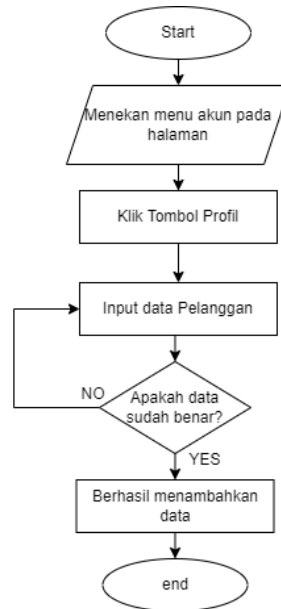 Start
Menekan menu akun pada
halaman
Klik Tombol Profil
Input data Pelanggan
NO
Apakah data
sudah benar?
YES
Berhasil menambahkan
data
end